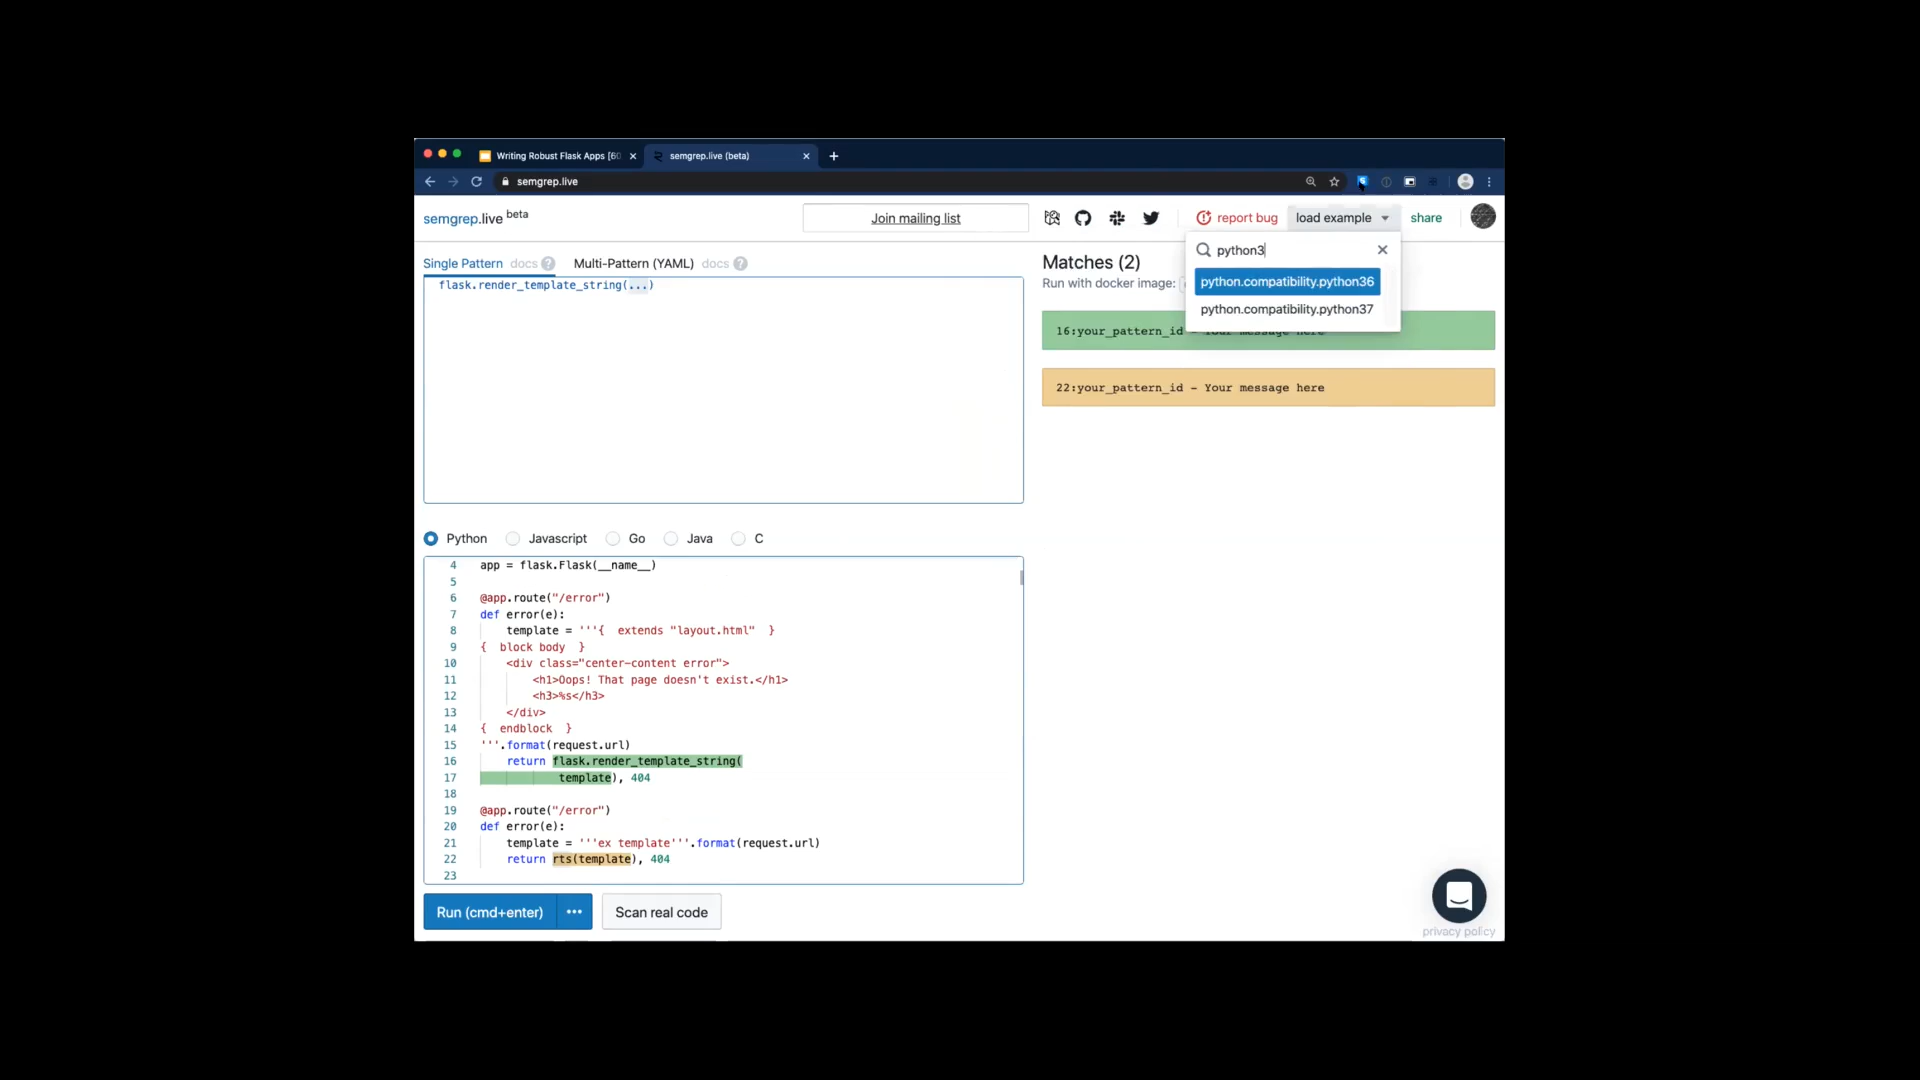 Writing Robust Flask Apps [60
semgrep.live (beta)
semgrep.live
semgrep.live beta
Join mailing list
report bug
load example
share
python3
python.compatibility.python36
python.compatibility.python37
Single Pattern docs ?
Multi-Pattern (YAML) docs ?
flask.render_template_string(...)
Matches (2)
Run with docker image:
16:your_pattern_id - Your message here
22:your_pattern_id - Your message here
Python Javascript Go Java C
4 app = flask.Flask(__name__)
5
6 @app.route("/error")
7 def error(e):
8 template = '''{ extends "layout.html" }
9 { block body }
10 <div class="center-content error">
11 <h1>Oops! That page doesn't exist.</h1>
12 <h3>%s</h3>
13 </div>
14 { endblock }
15 '''.format(request.url)
16 return flask.render_template_string(
17 template), 404
18
19 @app.route("/error")
20 def error(e):
21 template = '''ex template'''.format(request.url)
22 return rts(template), 404
23
Run (cmd+enter) ...
Scan real code
privacy policy